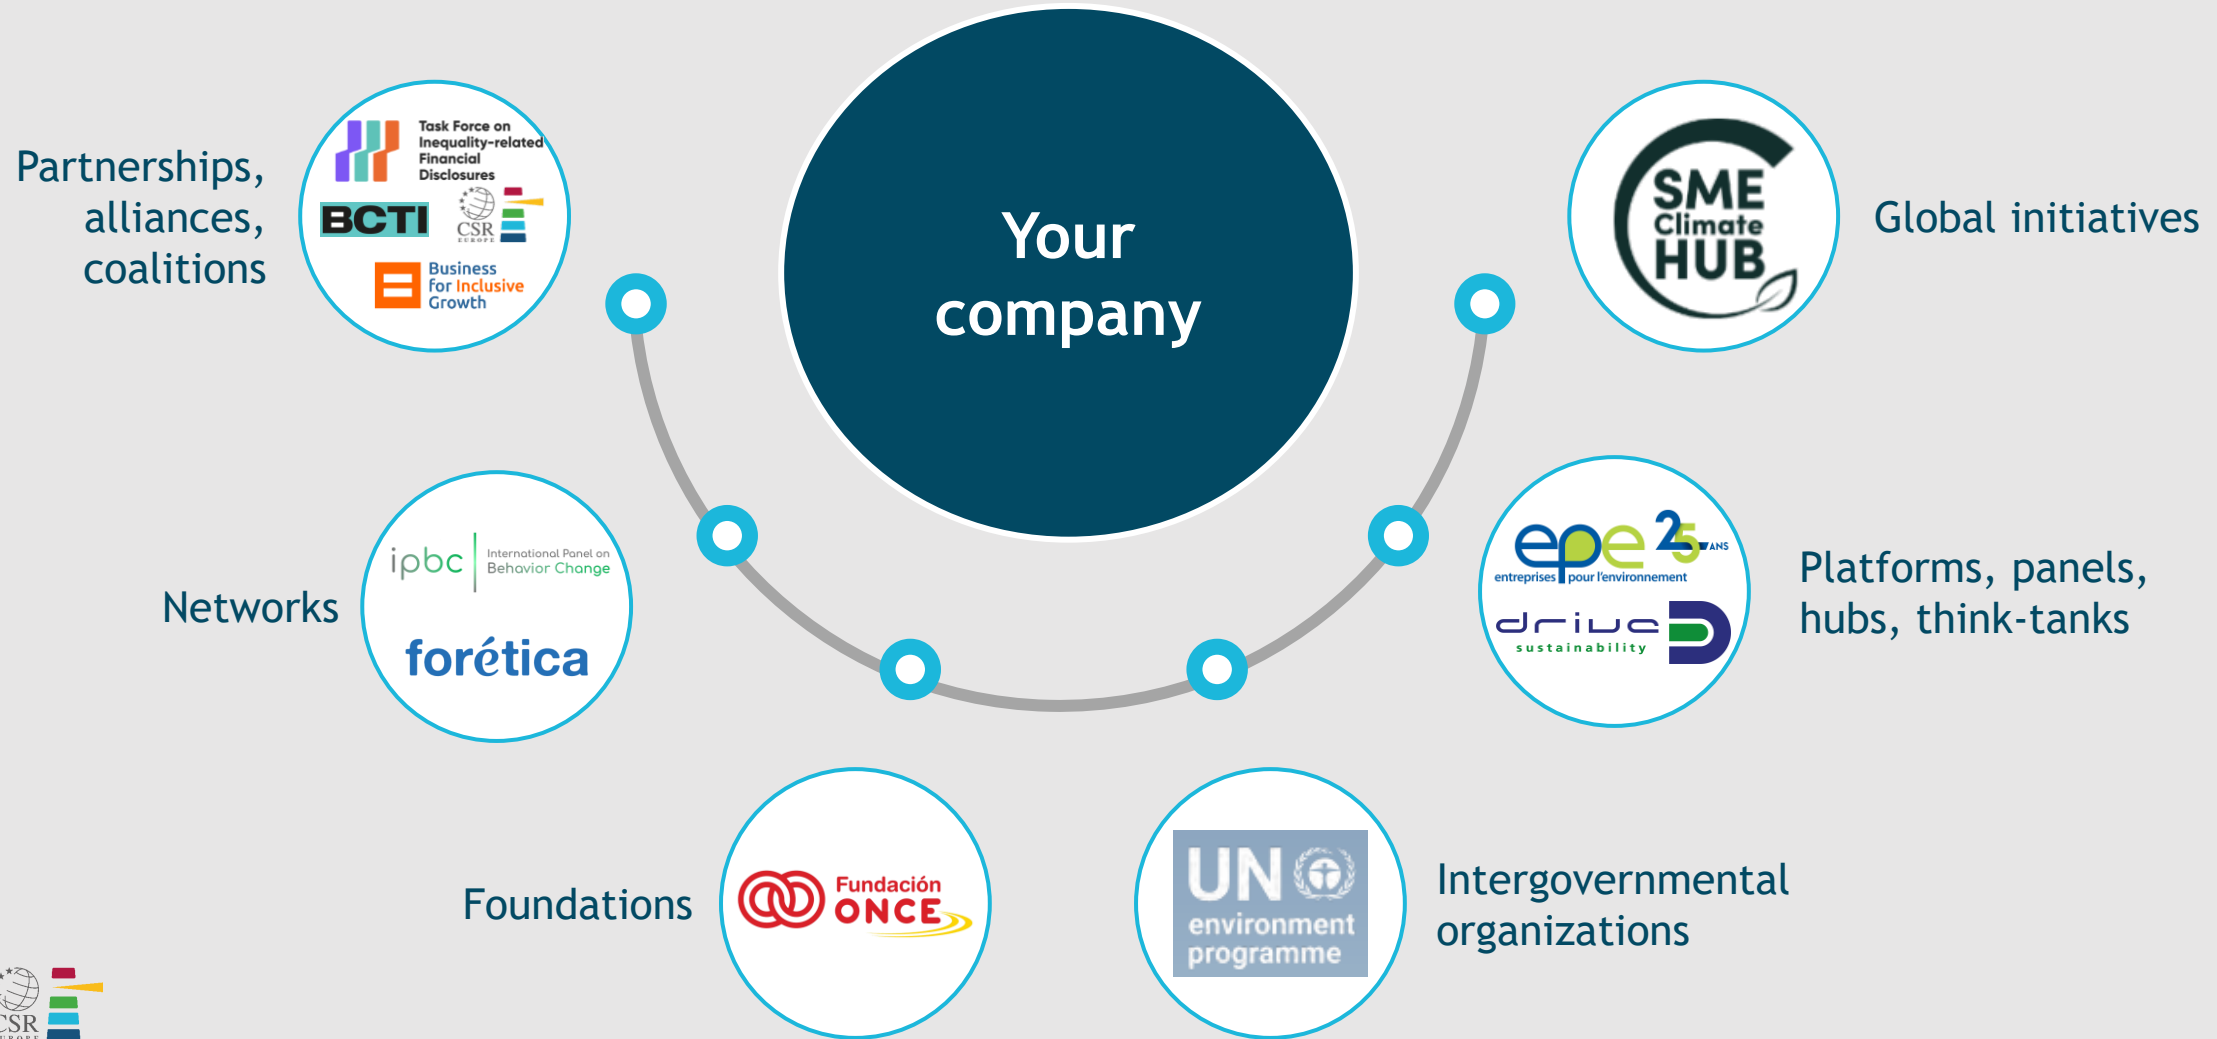 Your
company
Partnerships,
alliances,
coalitions
Task Force on
Inequality-related
Financial
Disclosures
BCTI
CSR
EUROPE
Business
for Inclusive
Growth
SME
Climate
HUB
Global initiatives
Networks
ipbc
International Panel on
Behavior Change
forética
epe 25 ANS
entreprises pour l'environnement
drive
sustainability
Platforms, panels,
hubs, think-tanks
Foundations
Fundación
ONCE
UN
environment
programme
Intergovernmental
organizations
CSR
EUROPE